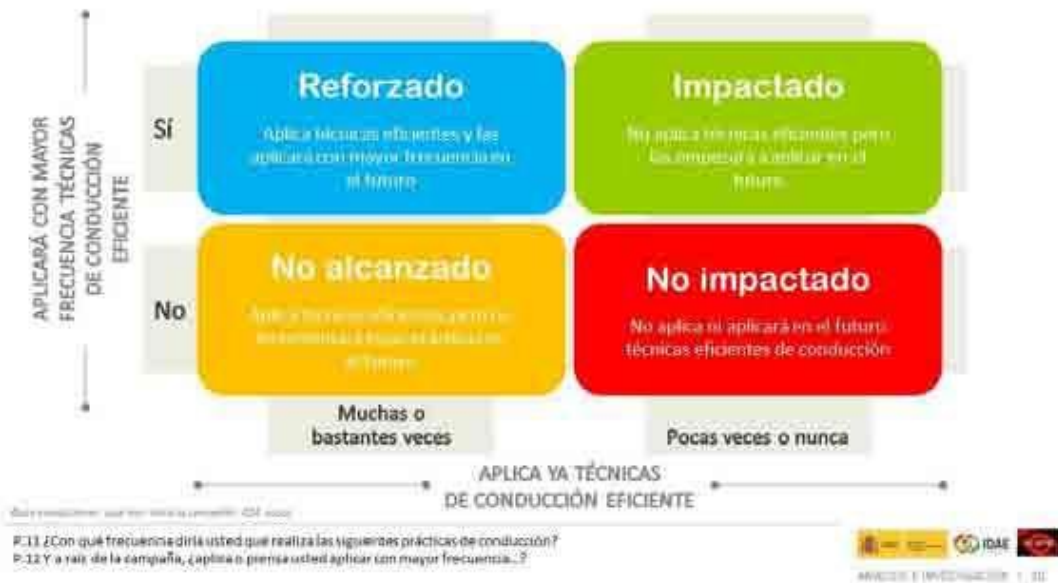 APLICARÁ CON MAYOR
FRECUENCIA TÉCNICAS
DE CONDUCCIÓN
EFICIENTE
Sí
Reforzado
Aplica técnicas eficientes y las
aplicará con mayor frecuencia en
el futuro
Impactado
No aplica técnicas eficientes pero
las empezará a aplicar en el
futuro
No
No alcanzado
el futuro
No impactado
No aplica ni aplicará en el futuro
técnicas eficientes de conducción
Muchas o
bastantes veces
Pocas veces o nunca
APLICA YA TÉCNICAS
DE CONDUCCIÓN EFICIENTE
P.11 ¿Con qué frecuencia diría usted que realiza las siguientes prácticas de conducción?
P.12 Y a raíz de la campaña, ¿aplica o piensa usted aplicar con mayor frecuencia...?
IDAE
ANÁLISIS E INVESTIGACIÓN